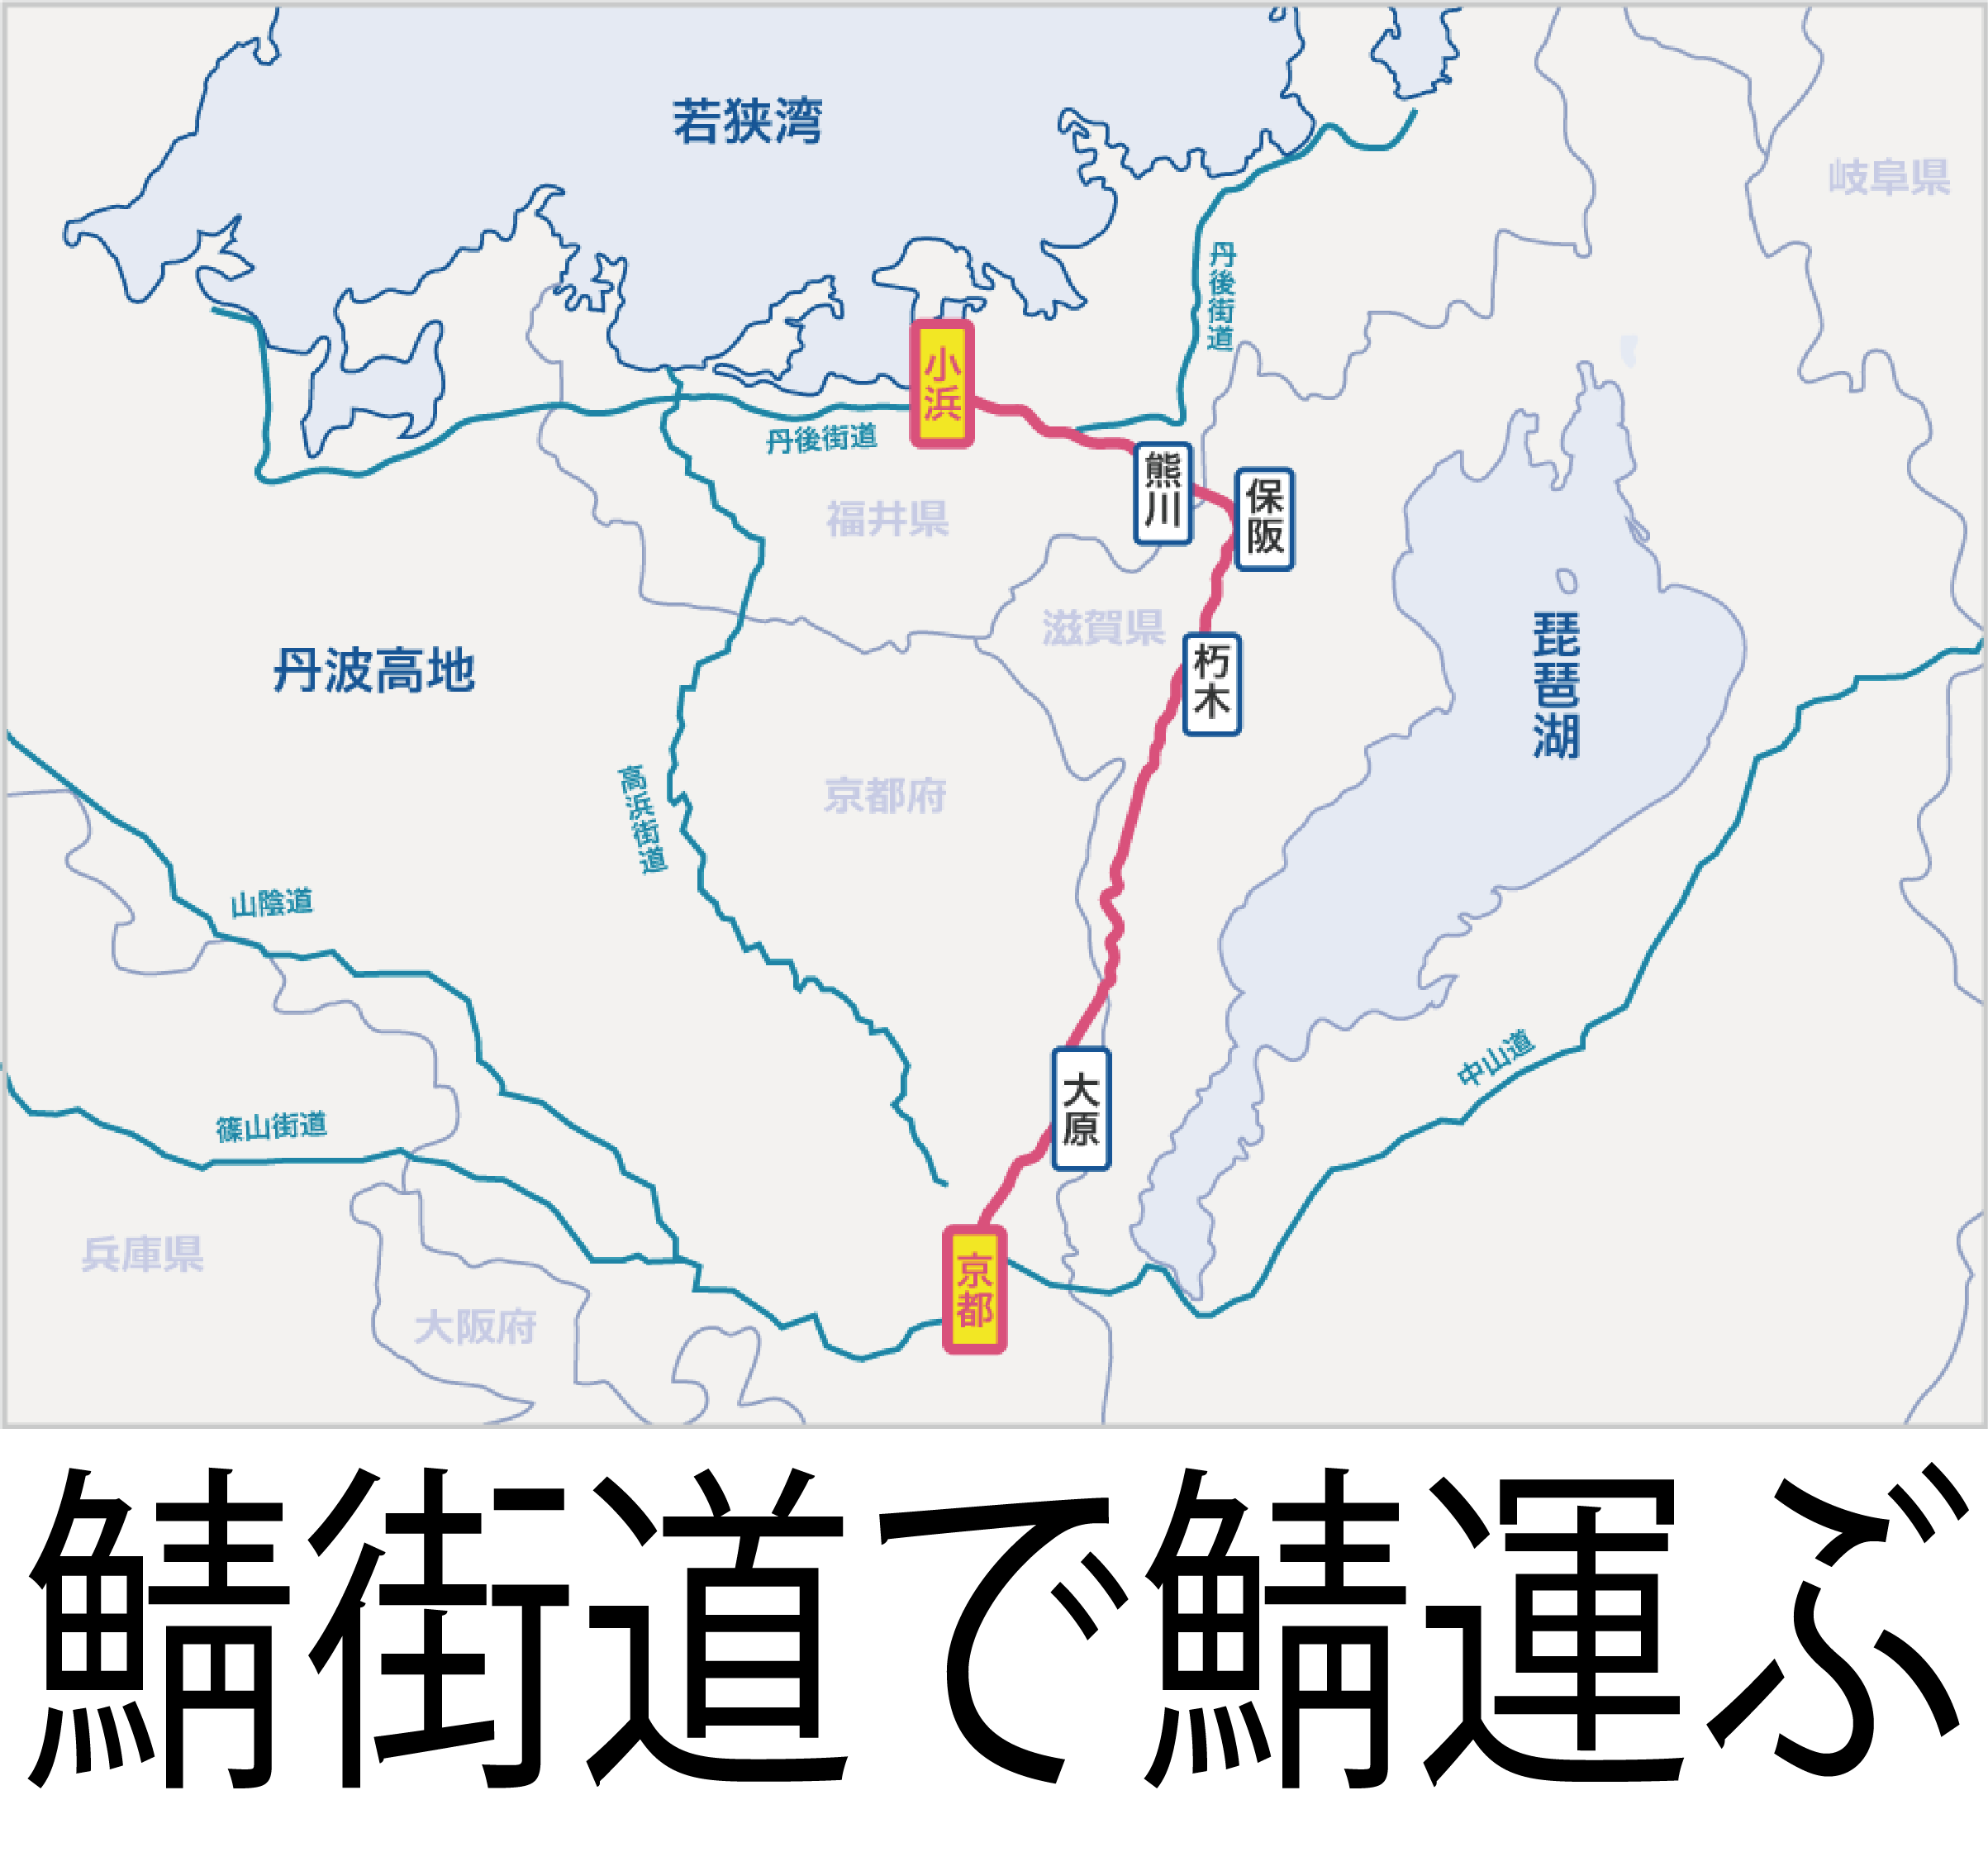 若狭湾
岐阜県
丹後街道
小浜
丹後街道
熊川
保阪
福井県
滋賀県
朽木
琵琶湖
丹波高地
京都府
高浜街道
山陰道
中山道
大原
篠山街道
兵庫県
京都
大阪府
鯖街道で鯖運ぶ